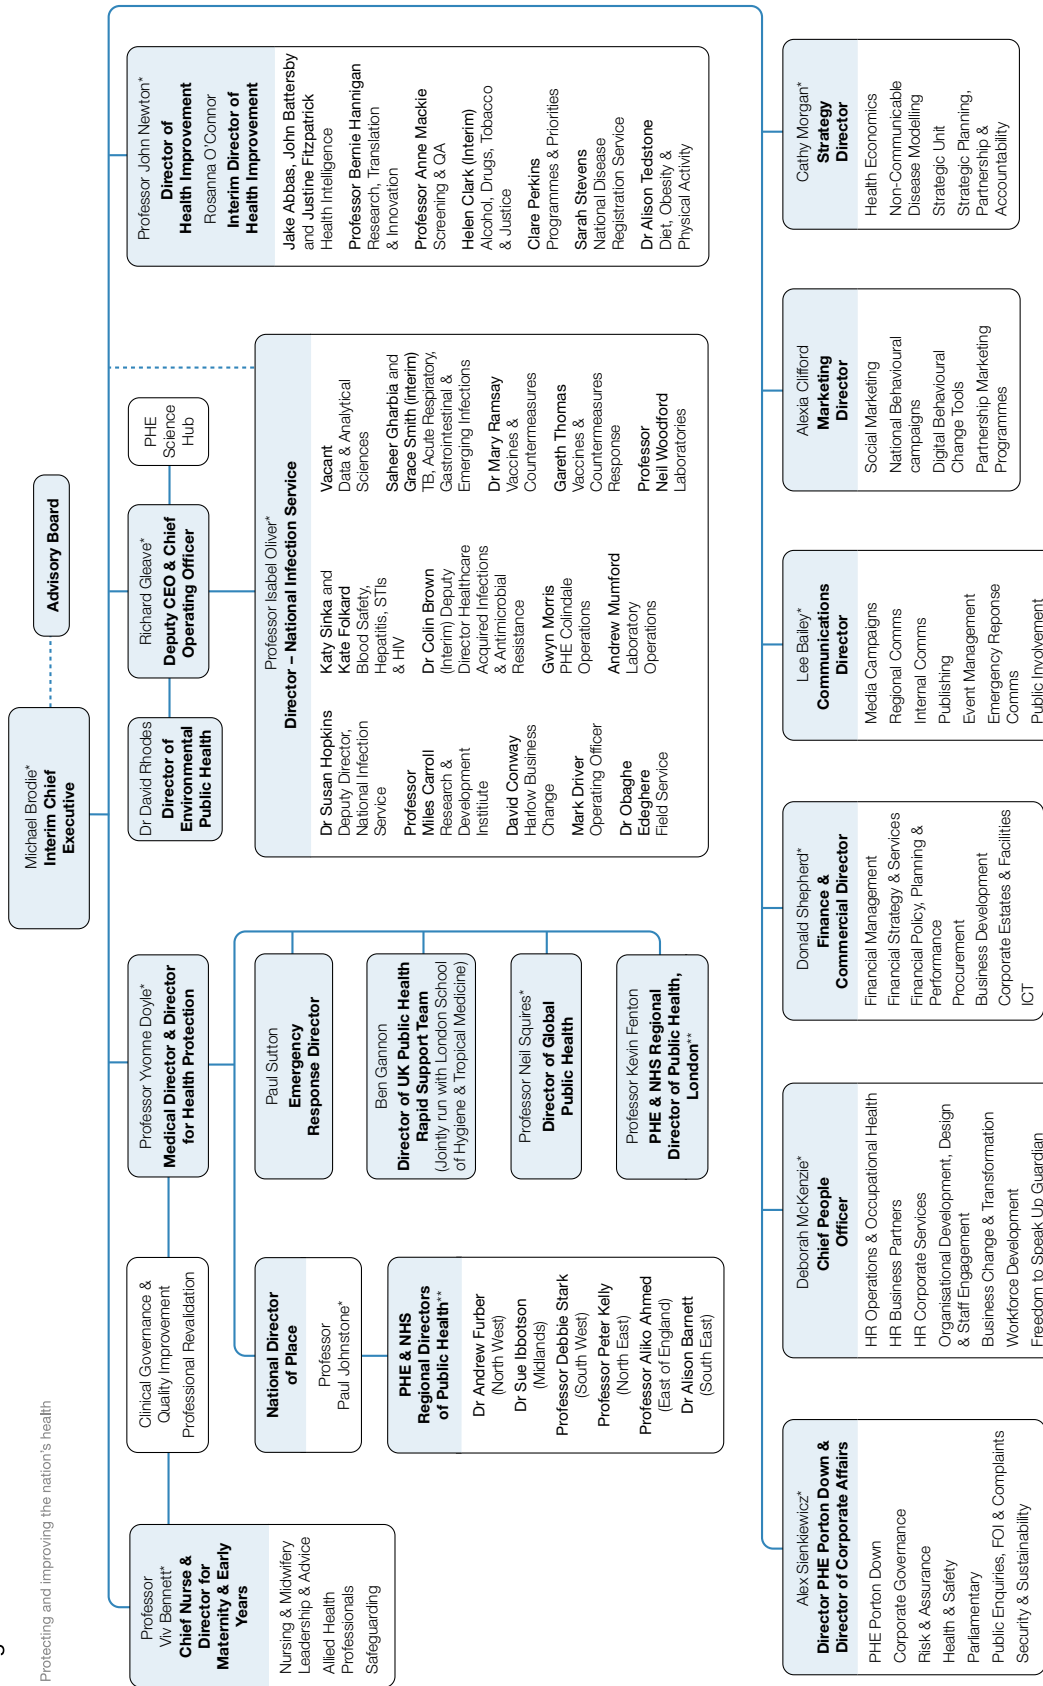 Protecting and improving the nation's health
Michael Brodie*
Interim Chief
Executive
Advisory Board
Professor
Viv Bennett*
Chief Nurse &
Director for
Maternity & Early
Years
Nursing & Midwifery
Leadership & Advice
Allied Health
Professionals
Safeguarding
Clinical Governance &
Quality Improvement
Professional Revalidation
Professor Yvonne Doyle*
Medical Director & Director
for Health Protection
Dr David Rhodes
Director of
Environmental
Public Health
Richard Gleave*
Deputy CEO & Chief
Operating Officer
PHE
Science
Hub
Professor John Newton*
Director of
Health Improvement
Rosanna O'Connor
Interim Director of
Health Improvement
Jake Abbas, John Battersby
and Justine Fitzpatrick
Health Intelligence
Professor Bernie Hannigan
Research, Translation
& Innovation
Professor Anne Mackie
Screening & QA
Helen Clark (Interim)
Alcohol, Drugs, Tobacco
& Justice
Clare Perkins
Programmes & Priorities
Sarah Stevens
National Disease
Registration Service
Dr Alison Tedstone
Diet, Obesity &
Physical Activity
National Director
of Place
Professor
Paul Johnstone*
PHE & NHS
Regional Directors
of Public Health**
Dr Andrew Furber
(North West)
Dr Sue Ibbotson
(Midlands)
Professor Debbie Stark
(South West)
Professor Peter Kelly
(North East)
Professor Aliko Ahmed
(East of England)
Dr Alison Barnett
(South East)
Paul Sutton
Emergency
Response Director
Ben Gannon
Director of UK Public Health
Rapid Support Team
(Jointly run with London School
of Hygiene & Tropical Medicine)
Professor Neil Squires*
Director of Global
Public Health
Professor Kevin Fenton
PHE & NHS Regional
Director of Public Health,
London**
Professor Isabel Oliver*
Director – National Infection Service
Dr Susan Hopkins
Deputy Director,
National Infection
Service
Professor
Miles Carroll
Research &
Development
Institiute
David Conway
Harlow Business
Change
Mark Driver
Operating Officer
Dr Obaghe
Edeghere
Field Service
Katy Sinka and
Kate Folkard
Blood Safety,
Hepatitis, STIs
& HIV
Dr Colin Brown
(Interim) Deputy
Director Healthcare
Acquired Infections
& Antimicrobial
Resistance
Gwyn Morris
PHE Colindale
Operations
Andrew Mumford
Laboratory
Operations
Vacant
Data & Analytical
Sciences
Saheer Gharbia and
Grace Smith (interim)
TB, Acute Respiratory,
Gastrointestinal &
Emerging Infections
Dr Mary Ramsay
Vaccines &
Countermeasures
Gareth Thomas
Vaccines &
Countermeasures
Response
Professor
Neil Woodford
Laboratories
Alex Sienkiewicz*
Director PHE Porton Down &
Director of Corporate Affairs
PHE Porton Down
Corporate Governance
Risk & Assurance
Health & Safety
Parliamentary
Public Enquiries, FOI & Complaints
Security & Sustainability
Deborah McKenzie*
Chief People
Officer
HR Operations & Occupational Health
HR Business Partners
HR Corporate Services
Organisational Development, Design
& Staff Engagement
Business Change & Transformation
Workforce Development
Freedom to Speak Up Guardian
Donald Shepherd*
Finance &
Commercial Director
Financial Management
Financial Strategy & Services
Financial Policy, Planning &
Performance
Procurement
Business Development
Corporate Estates & Facilities
ICT
Lee Bailey*
Communications
Director
Media Campaigns
Regional Comms
Internal Comms
Publishing
Event Management
Emergency Reponse
Comms
Public Involvement
Alexia Clifford
Marketing
Director
Social Marketing
National Behavioural
campaigns
Digital Behavioural
Change Tools
Partnership Marketing
Programmes
Cathy Morgan*
Strategy
Director
Health Economics
Non-Communicable
Disease Modelling
Strategic Unit
Strategic Planning,
Partnership &
Accountability